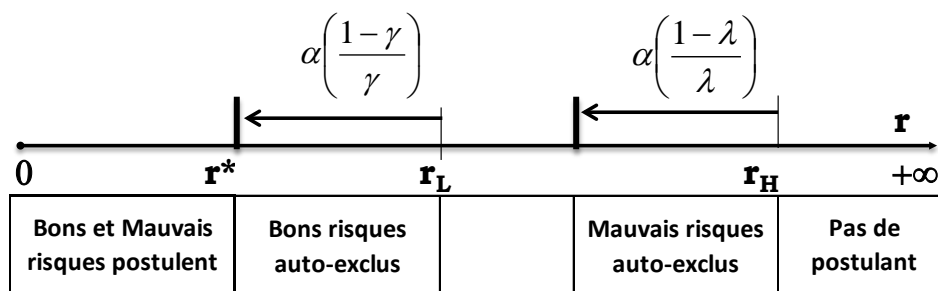 α((1 − γ)/γ) α((1 − λ)/λ)
r
0 r* r_L r_H +∞
Bons et Mauvais risques postulent
Bons risques auto-exclus
Mauvais risques auto-exclus
Pas de postulant